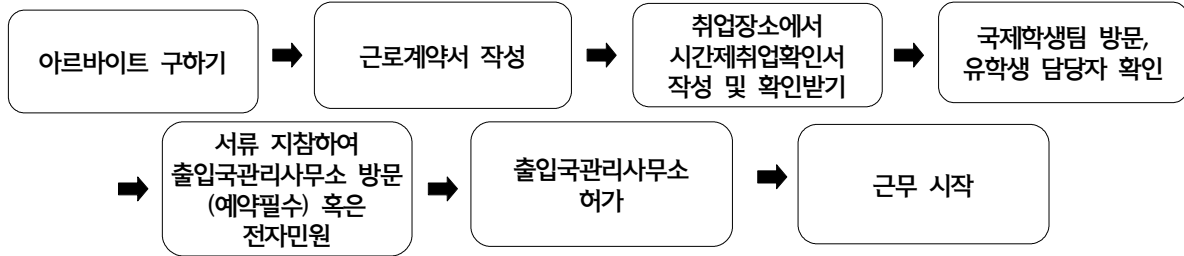 아르바이트 구하기
근로계약서 작성
취업장소에서
시간제취업확인서
작성 및 확인받기
국제학생팀 방문,
유학생 담당자 확인
서류 지참하여
출입국관리사무소 방문
(예약필수) 혹은
전자민원
출입국관리사무소
허가
근무 시작